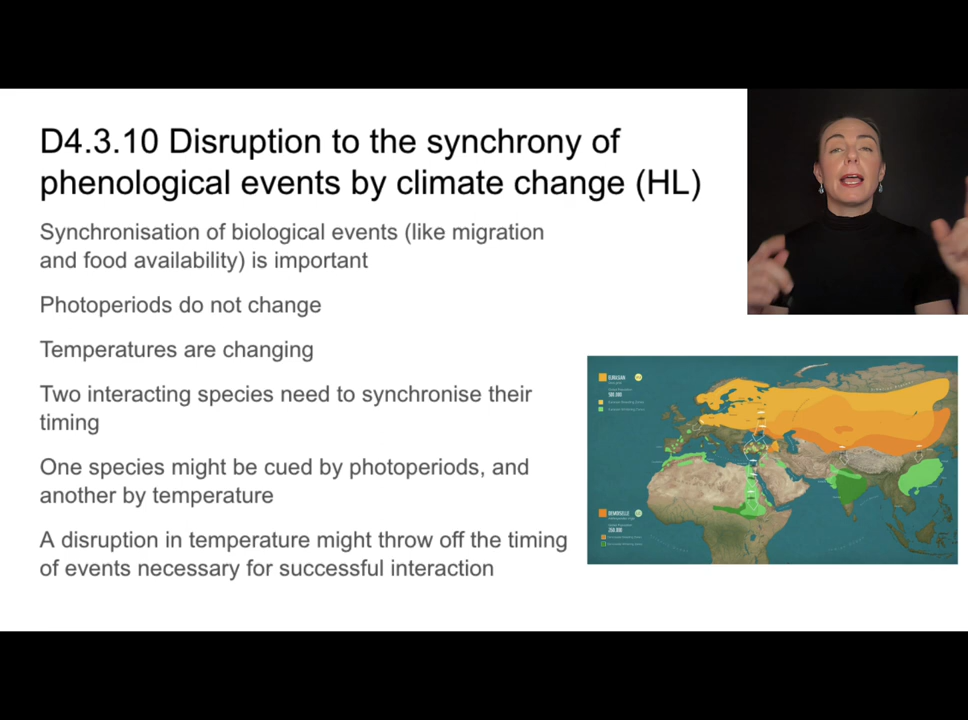 D4.3.10 Disruption to the synchrony of
phenological events by climate change (HL)
Synchronisation of biological events (like migration
and food availability) is important
Photoperiods do not change
Temperatures are changing
Two interacting species need to synchronise their
timing
One species might be cued by photoperiods, and
another by temperature
A disruption in temperature might throw off the timing
of events necessary for successful interaction
EURASIAN
DEMOISELLE